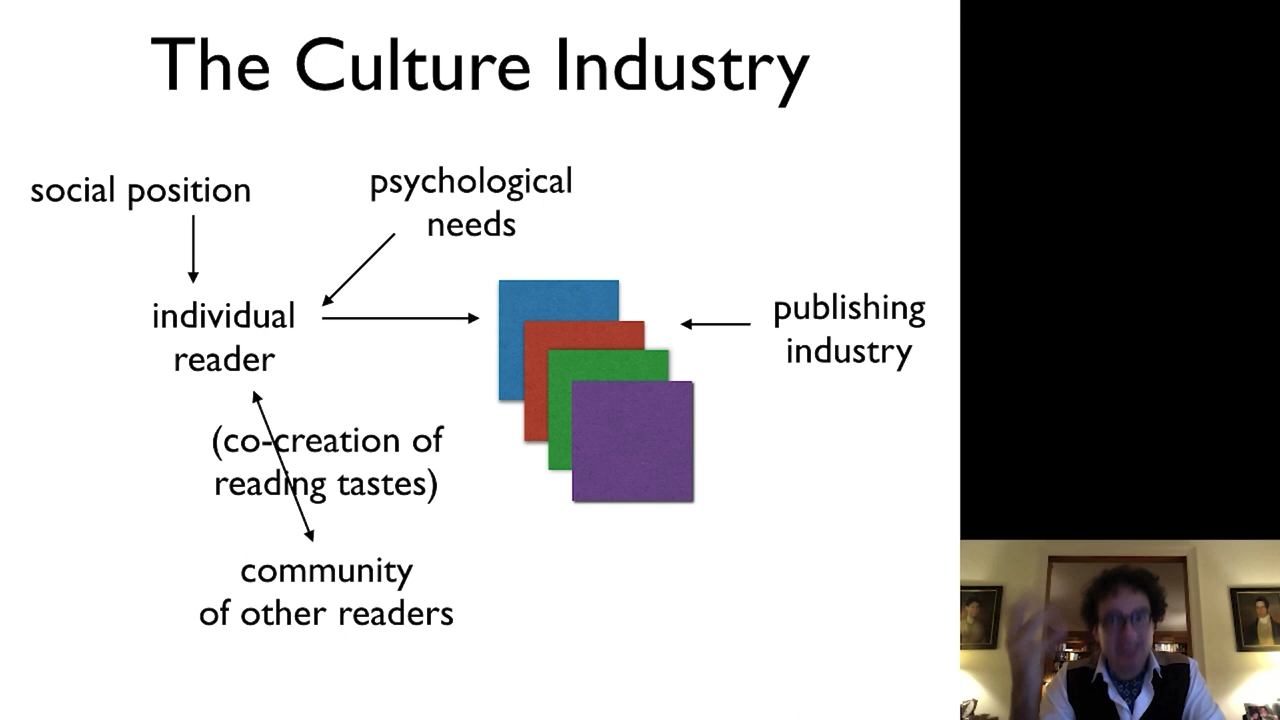 The Culture Industry
social position
psychological
needs
individual
reader
publishing
industry
(co-creation of
reading tastes)
community
of other readers